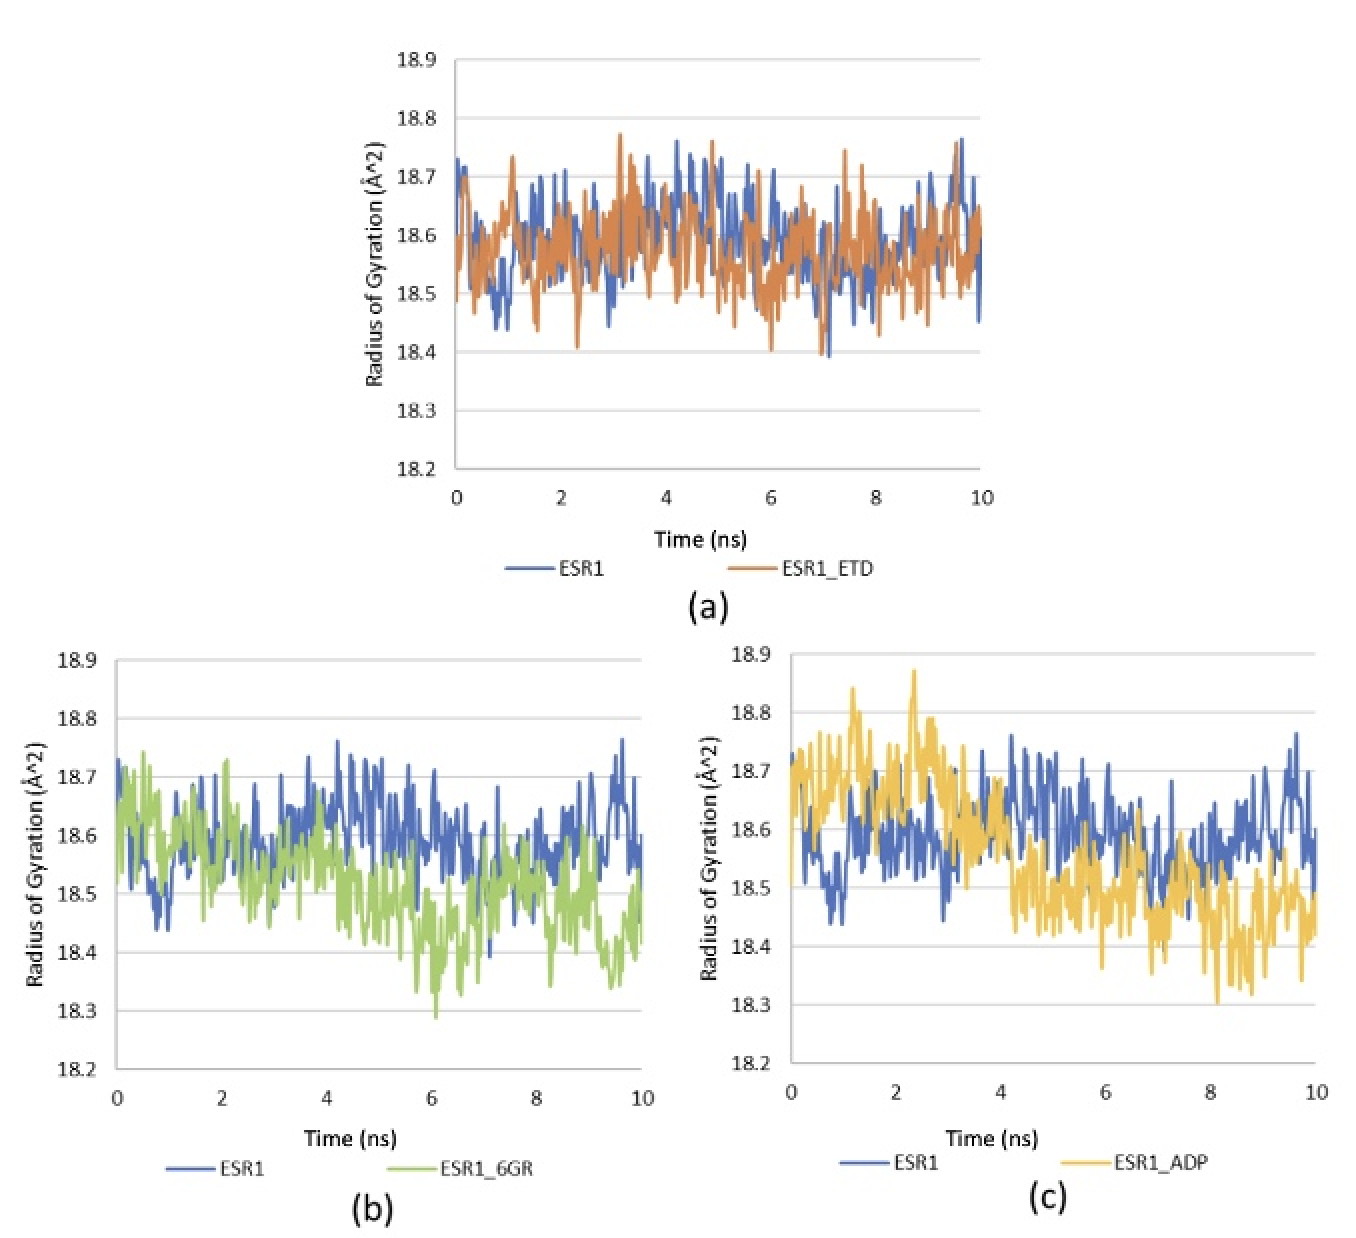 18.9
18.8
18.7
18.6
18.5
18.4
18.3
18.2
Radius of Gyration (Å^2)
0 2 4 6 8 10
Time (ns)
ESR1 ESR1_ETD
(a)
18.9
18.8
18.7
18.6
18.5
18.4
18.3
18.2
Radius of Gyration (Å^2)
0 2 4 6 8 10
Time (ns)
ESR1 ESR1_6GR
(b)
18.9
18.8
18.7
18.6
18.5
18.4
18.3
18.2
Radius of Gyration (Å^2)
0 2 4 6 8 10
Time (ns)
ESR1 ESR1_ADP
(c)